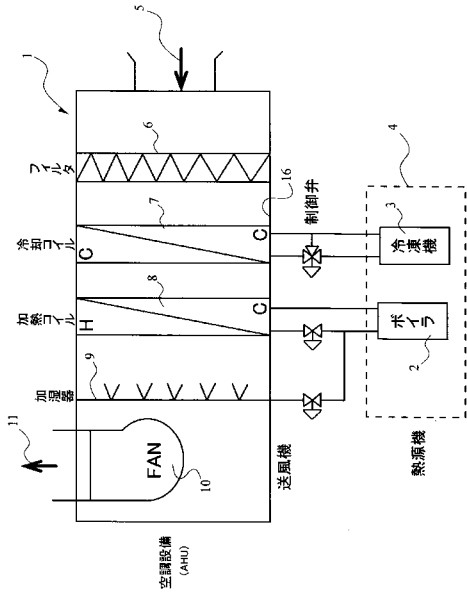 1
5
フィルタ
6
冷却コイル
7
C
C
16
加熱コイル
8
H
C
加湿器
9
11
FAN
10
制御弁
送風機
空調設備
(AHU)
4
3
冷凍機
ボイラ
2
熱源機